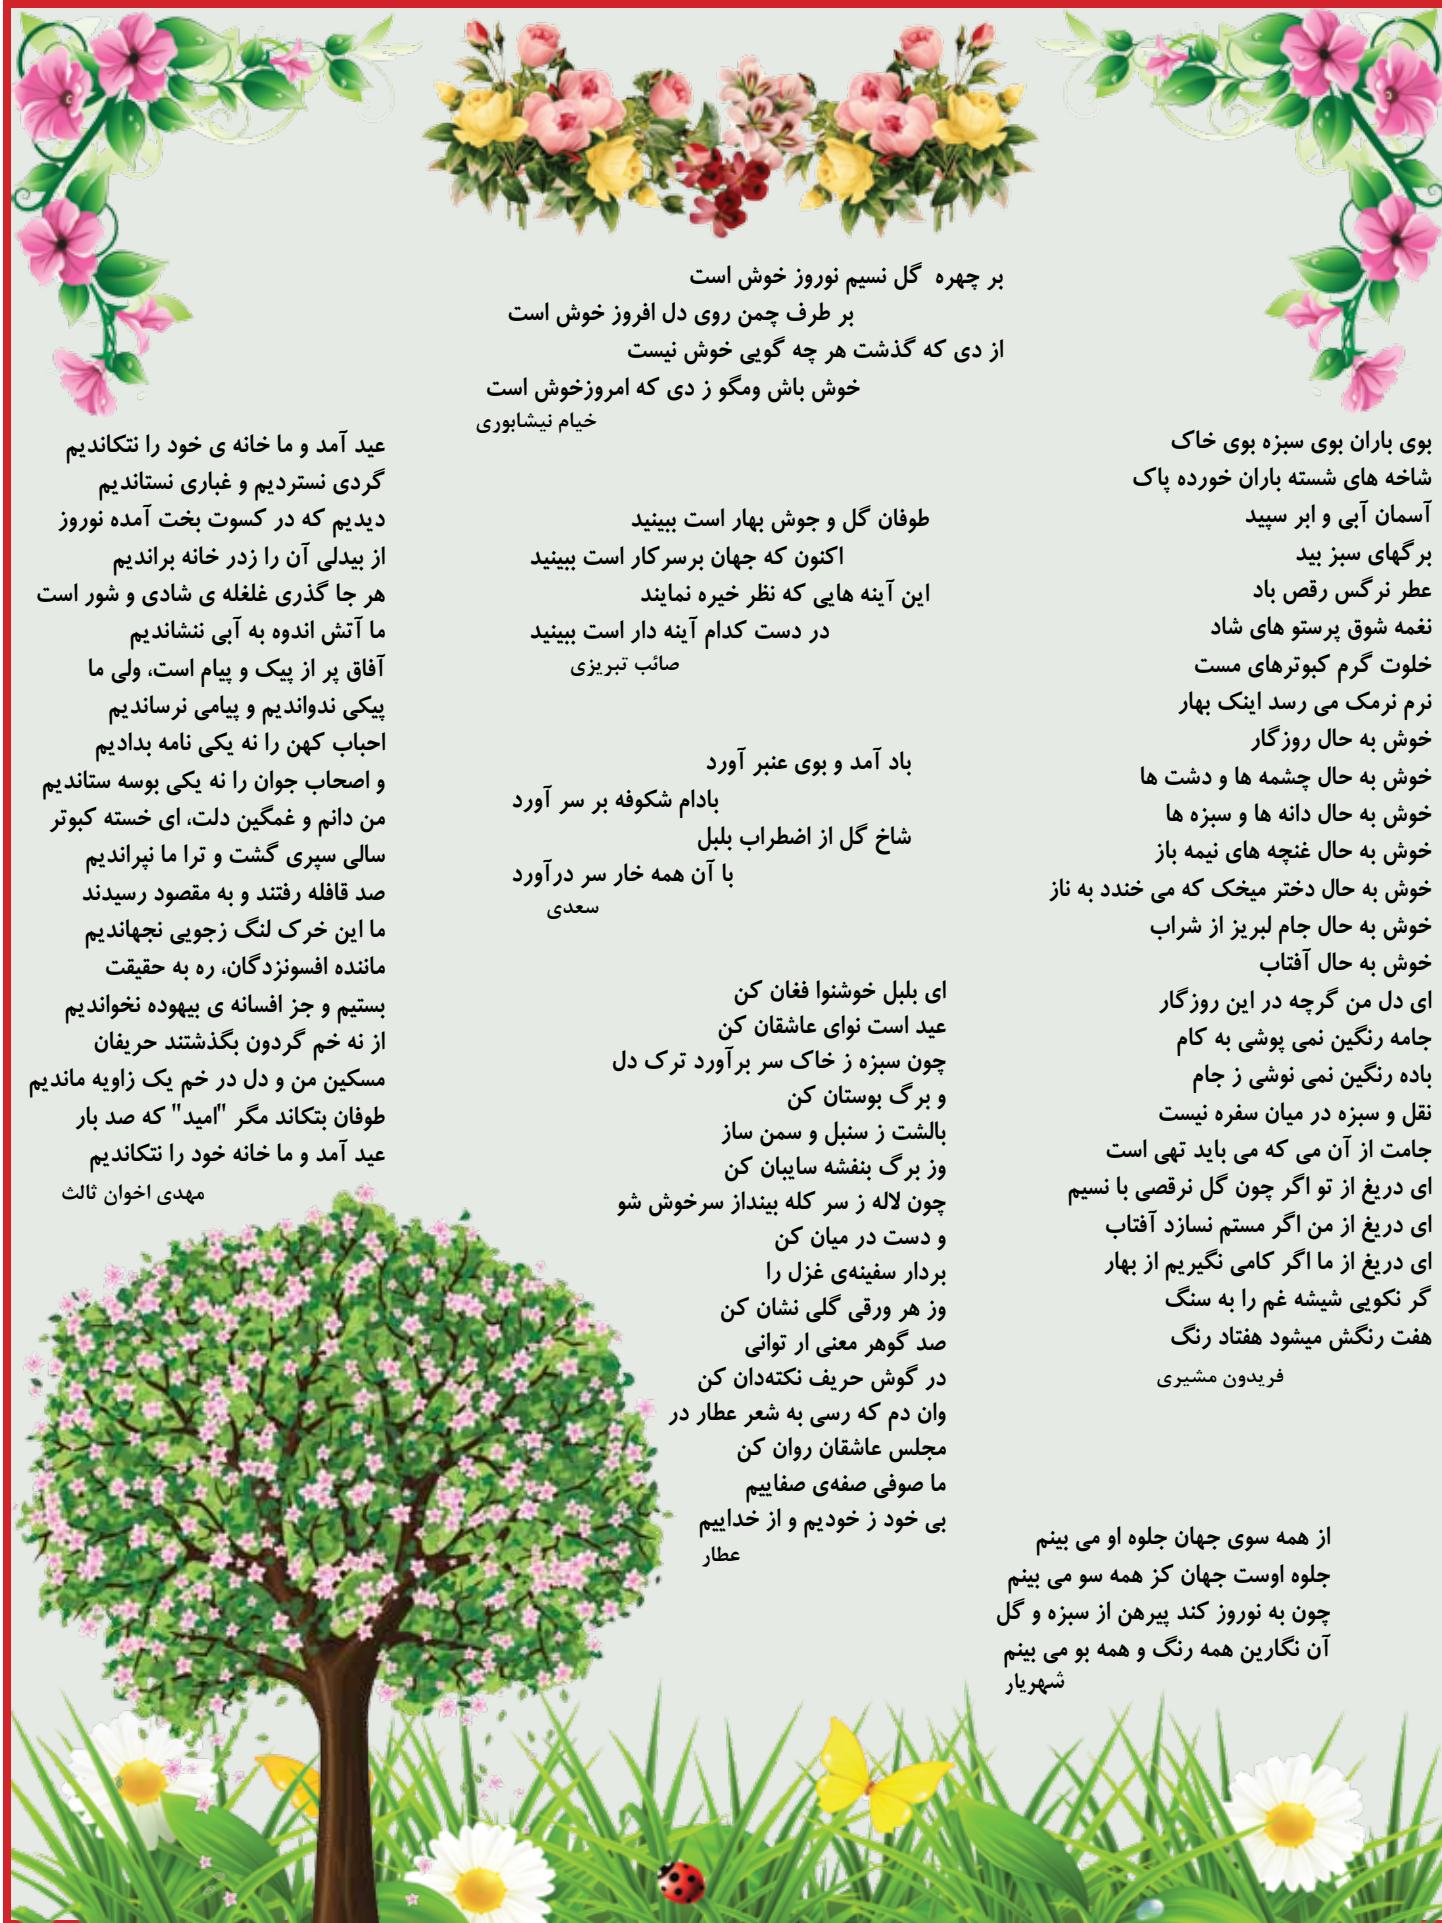 بر چهره گل نسیم نوروز خوش است
بر طرف چمن روی دل افروز خوش است
از دی که گذشت هر چه گویی خوش نیست
خوش باش ومگو ز دی که امروزخوش است
خیام نیشابوری
بوی باران بوی سبزه بوی خاک
شاخه های شسته باران خورده پاک
آسمان آبی و ابر سپید
برگهای سبز بید
عطر نرگس رقص باد
نغمه شوق پرستو های شاد
خلوت گرم کبوترهای مست
نرم نرمک می رسد اینک بهار
خوش به حال روزگار
خوش به حال چشمه ها و دشت ها
خوش به حال دانه ها و سبزه ها
خوش به حال غنچه های نیمه باز
خوش به حال دختر میخک که می خندد به ناز
خوش به حال جام لبریز از شراب
خوش به حال آفتاب
ای دل من گرچه در این روزگار
جامه رنگین نمی پوشی به کام
باده رنگین نمی نوشی ز جام
نقل و سبزه در میان سفره نیست
جامت از آن می که می باید تهی است
ای دریغ از تو اگر چون گل نرقصی با نسیم
ای دریغ از من اگر مستم نسازد آفتاب
ای دریغ از ما اگر کامی نگیریم از بهار
گر نکویی شیشه غم را به سنگ
هفت رنگش میشود هفتاد رنگ
فریدون مشیری
از همه سوی جهان جلوه او می بینم
جلوه اوست جهان کز همه سو می بینم
چون به نوروز کند پیرهن از سبزه و گل
آن نگارین همه رنگ و همه بو می بینم
شهریار
طوفان گل و جوش بهار است ببینید
اکنون که جهان برسرکار است ببینید
این آینه هایی که نظر خیره نمایند
در دست کدام آینه دار است ببینید
صائب تبریزی
باد آمد و بوی عنبر آورد
بادام شکوفه بر سر آورد
شاخ گل از اضطراب بلبل
با آن همه خار سر درآورد
سعدی
ای بلبل خوشنوا فغان کن
عید است نوای عاشقان کن
چون سبزه ز خاک سر برآورد ترک دل
و برگ بوستان کن
بالشت ز سنبل و سمن ساز
وز برگ بنفشه سایبان کن
چون لاله ز سر کله بینداز سرخوش شو
و دست در میان کن
بردار سفینه‌ی غزل را
وز هر ورقی گلی نشان کن
صد گوهر معنی ار توانی
در گوش حریف نکته‌دان کن
وان دم که رسی به شعر عطار در
مجلس عاشقان روان کن
ما صوفی صفه‌ی صفاییم
بی خود ز خودیم و از خداییم
عطار
عید آمد و ما خانه ی خود را نتکاندیم
گردی نستردیم و غباری نستاندیم
دیدیم که در کسوت بخت آمده نوروز
از بیدلی آن را زدر خانه براندیم
هر جا گذری غلغله ی شادی و شور است
ما آتش اندوه به آبی ننشاندیم
آفاق پر از پیک و پیام است، ولی ما
پیکی ندواندیم و پیامی نرساندیم
احباب کهن را نه یکی نامه بدادیم
و اصحاب جوان را نه یکی بوسه ستاندیم
من دانم و غمگین دلت، ای خسته کبوتر
سالی سپری گشت و ترا ما نپراندیم
صد قافله رفتند و به مقصود رسیدند
ما این خرک لنگ زجویی نجهاندیم
ماننده افسونزدگان، ره به حقیقت
بستیم و جز افسانه ی بیهوده نخواندیم
از نه خم گردون بگذشتند حریفان
مسکین من و دل در خم یک زاویه ماندیم
طوفان بتکاند مگر "امید" که صد بار
عید آمد و ما خانه خود را نتکاندیم
مهدی اخوان ثالث